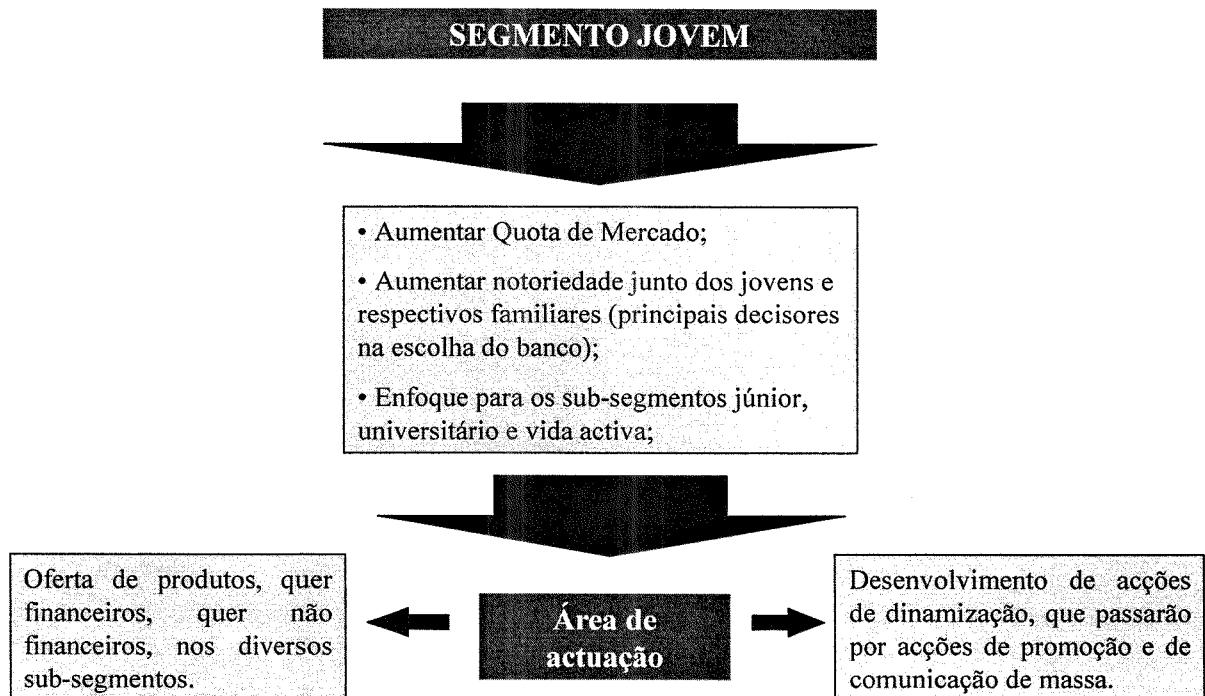 SEGMENTO JOVEM
• Aumentar Quota de Mercado;
• Aumentar notoriedade junto dos jovens e
respectivos familiares (principais decisores
na escolha do banco);
• Enfoque para os sub-segmentos júnior,
universitário e vida activa;
Oferta de produtos, quer
financeiros, quer não
financeiros, nos diversos
sub-segmentos.
Área de
actuação
Desenvolvimento de acções
de dinamização, que passarão
por acções de promoção e de
comunicação de massa.